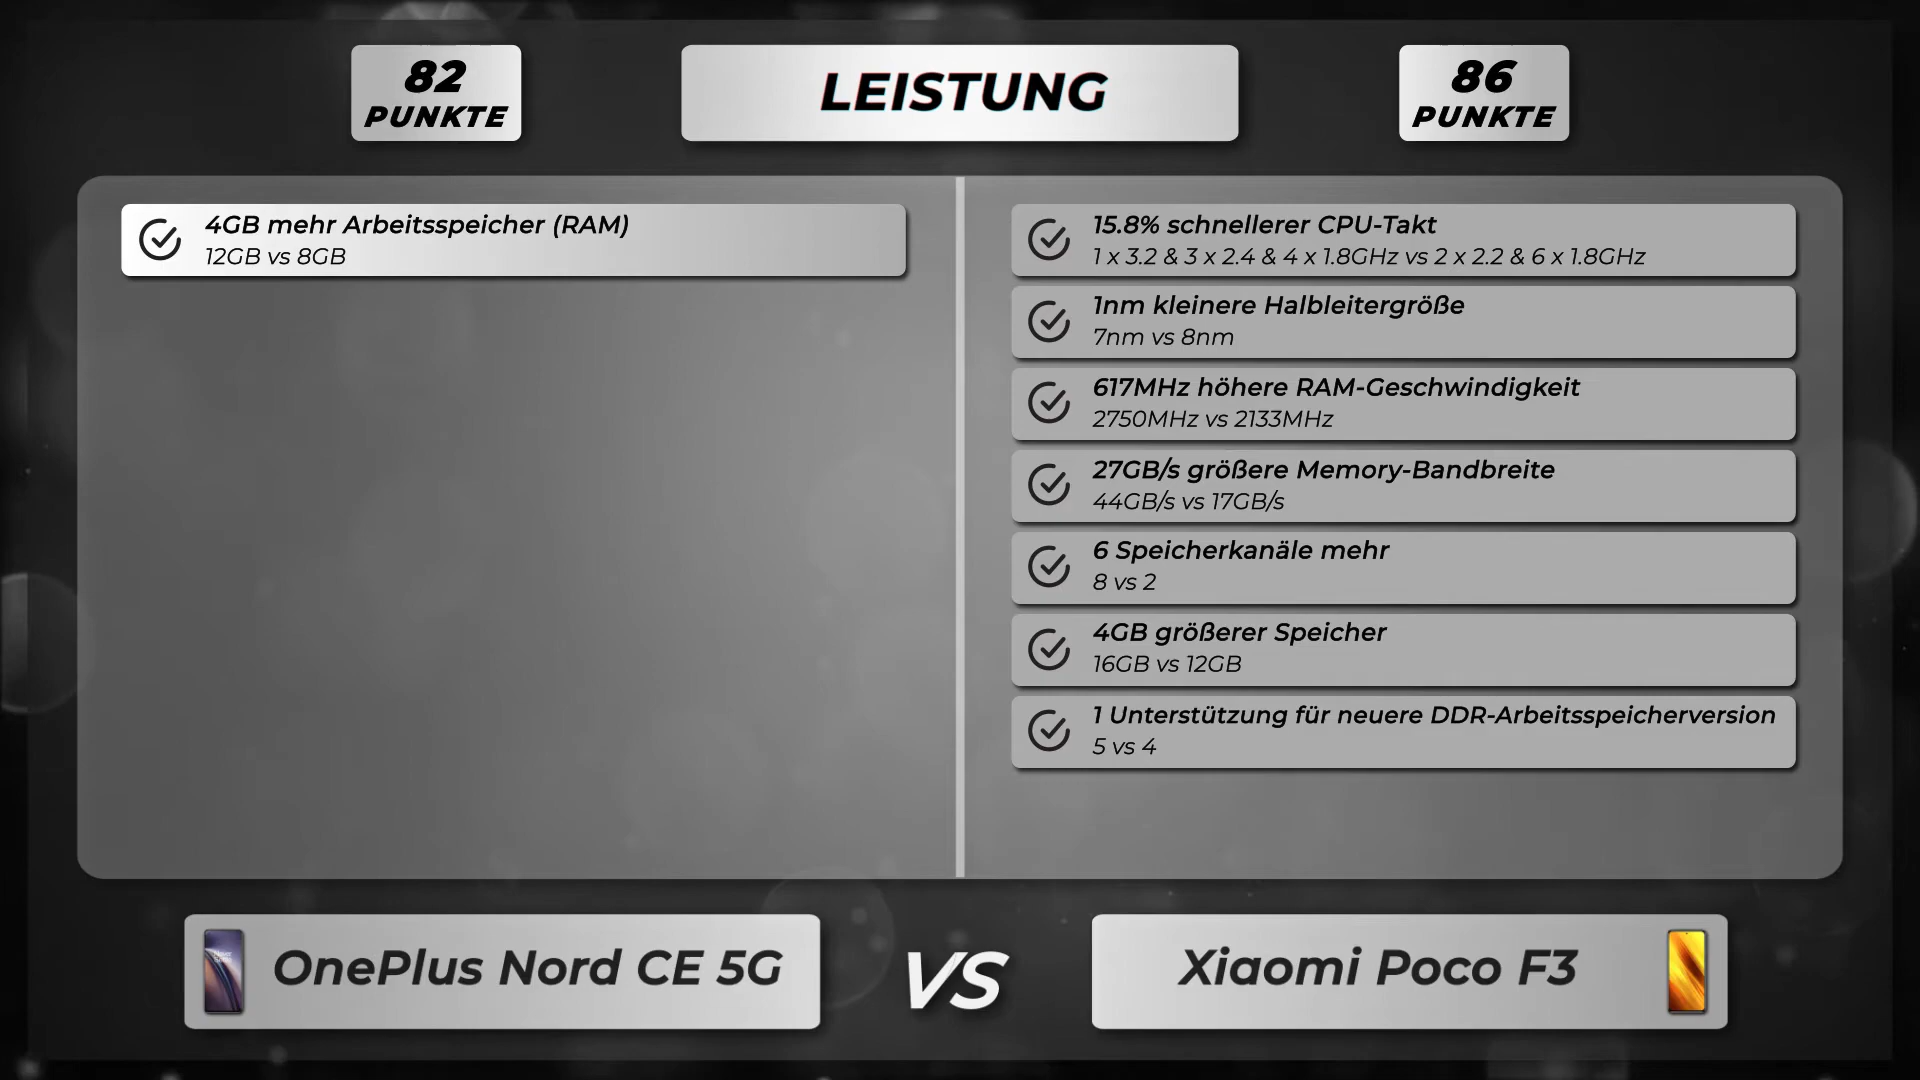 82
PUNKTE
LEISTUNG
86
PUNKTE
4GB mehr Arbeitsspeicher (RAM)
12GB vs 8GB
15.8% schnellerer CPU-Takt
1 x 3.2 & 3 x 2.4 & 4 x 1.8GHz vs 2 x 2.2 & 6 x 1.8GHz
1nm kleinere Halbleitergröße
7nm vs 8nm
617MHz höhere RAM-Geschwindigkeit
2750MHz vs 2133MHz
27GB/s größere Memory-Bandbreite
44GB/s vs 17GB/s
6 Speicherkanäle mehr
8 vs 2
4GB größerer Speicher
16GB vs 12GB
1 Unterstützung für neuere DDR-Arbeitsspeicherversion
5 vs 4
OnePlus Nord CE 5G
VS
Xiaomi Poco F3